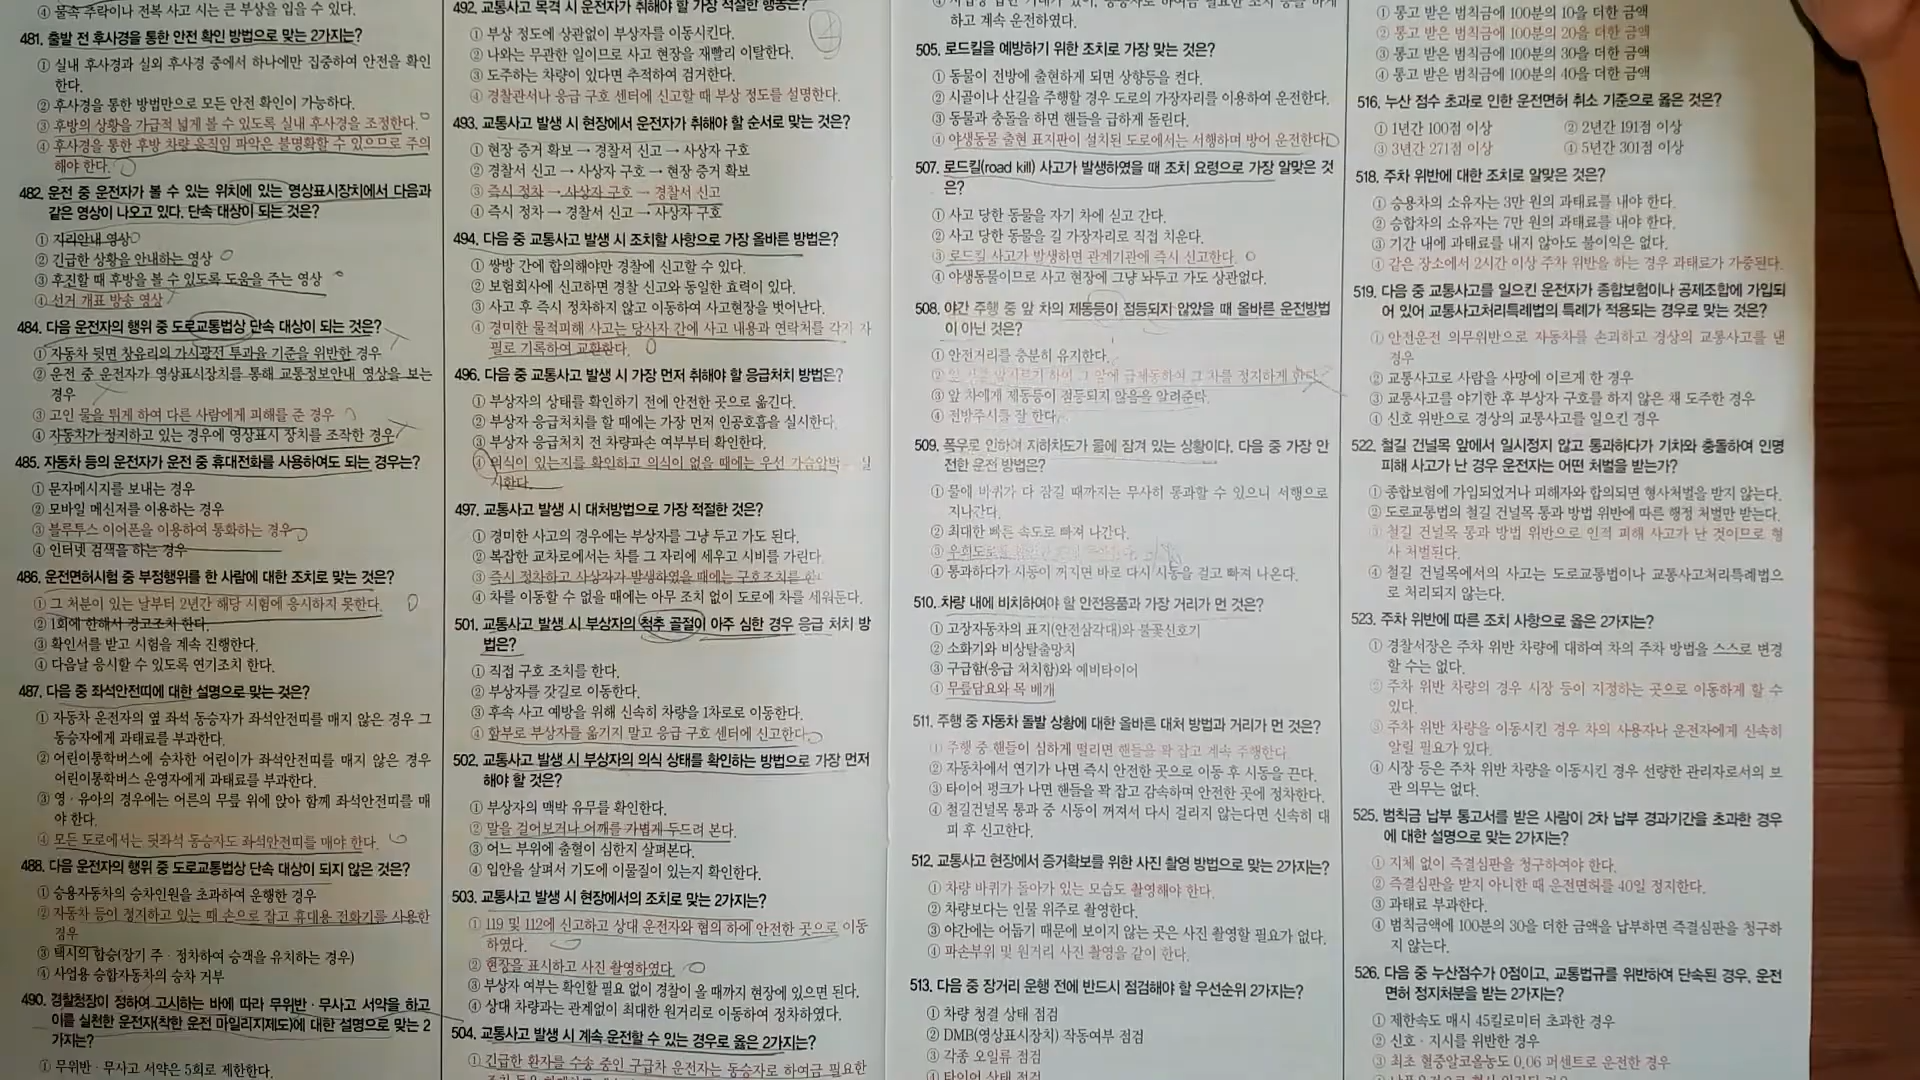 ④ 물속 추락이나 전복 사고 시는 큰 부상을 입을 수 있다.
481. 출발 전 후사경을 통한 안전 확인 방법으로 맞는 2가지는?
① 실내 후사경과 실외 후사경 중에서 하나에만 집중하여 안전을 확인
한다.
② 후사경을 통한 방법만으로 모든 안전 확인이 가능하다.
③ 후방의 상황을 가급적 넓게 볼 수 있도록 실내 후사경을 조정한다.
④ 후사경을 통한 후방 차량 움직임 파악은 불명확할 수 있으므로 주의
해야 한다.
482. 운전 중 운전자가 볼 수 있는 위치에 있는 영상표시장치에서 다음과
같은 영상이 나오고 있다. 단속 대상이 되는 것은?
① 지리안내 영상
② 긴급한 상황을 안내하는 영상
③ 후진할 때 후방을 볼 수 있도록 도움을 주는 영상
④ 선거 개표 방송 영상
484. 다음 운전자의 행위 중 도로교통법상 단속 대상이 되는 것은?
① 자동차 뒷면 창유리의 가시광선 투과율 기준을 위반한 경우
② 운전 중 운전자가 영상표시장치를 통해 교통정보안내 영상을 보는
경우
③ 고인 물을 튀게 하여 다른 사람에게 피해를 준 경우
④ 자동차가 정지하고 있는 경우에 영상표시 장치를 조작한 경우
485. 자동차 등의 운전자가 운전 중 휴대전화를 사용하여도 되는 경우는?
① 문자메시지를 보내는 경우
② 모바일 메신저를 이용하는 경우
③ 블루투스 이어폰을 이용하여 통화하는 경우
④ 인터넷 검색을 하는 경우
486. 운전면허시험 중 부정행위를 한 사람에 대한 조치로 맞는 것은?
① 그 처분이 있는 날부터 2년간 해당 시험에 응시하지 못한다.
② 1회에 한해서 경고조치 한다.
③ 확인서를 받고 시험을 계속 진행한다.
④ 다음날 응시할 수 있도록 연기조치 한다.
487. 다음 중 좌석안전띠에 대한 설명으로 맞는 것은?
① 자동차 운전자의 옆 좌석 동승자가 좌석안전띠를 매지 않은 경우 그
동승자에게 과태료를 부과한다.
② 어린이통학버스에 승차한 어린이가 좌석안전띠를 매지 않은 경우
어린이통학버스 운영자에게 과태료를 부과한다.
③ 영·유아의 경우에는 어른의 무릎 위에 앉아 함께 좌석안전띠를 매
야 한다.
④ 모든 도로에서는 뒷좌석 동승자도 좌석안전띠를 매야 한다.
488. 다음 운전자의 행위 중 도로교통법상 단속 대상이 되지 않은 것은?
① 승용자동차의 승차인원을 초과하여 운행한 경우
② 자동차 등이 정지하고 있는 때 손으로 잡고 휴대용 전화기를 사용한
경우
③ 택시의 합승(장기 주·정차하여 승객을 유치하는 경우)
④ 사업용 승합자동차의 승차 거부
490. 경찰청장이 정하여 고시하는 바에 따라 무위반·무사고 서약을 하고
이를 실천한 운전자(착한 운전 마일리지제도)에 대한 설명으로 맞는 2
가지는?
① 무위반·무사고 서약은 5회로 제한한다.
492. 교통사고 목격 시 운전자가 취해야 할 가장 적절한 행동은?
① 부상 정도에 상관없이 부상자를 이동시킨다.
② 나와는 무관한 일이므로 사고 현장을 재빨리 이탈한다.
③ 도주하는 차량이 있다면 추적하여 검거한다.
④ 경찰관서나 응급 구호 센터에 신고할 때 부상 정도를 설명한다.
493. 교통사고 발생 시 현장에서 운전자가 취해야 할 순서로 맞는 것은?
① 현장 증거 확보 → 경찰서 신고 → 사상자 구호
② 경찰서 신고 → 사상자 구호 → 현장 증거 확보
③ 즉시 정차 → 사상자 구호 → 경찰서 신고
④ 즉시 정차 → 경찰서 신고 → 사상자 구호
494. 다음 중 교통사고 발생 시 조치할 사항으로 가장 올바른 방법은?
① 쌍방 간에 합의해야만 경찰에 신고할 수 있다.
② 보험회사에 신고하면 경찰 신고와 동일한 효력이 있다.
③ 사고 후 즉시 정차하지 않고 이동하여 사고현장을 벗어난다.
④ 경미한 물적피해 사고는 당사자 간에 사고 내용과 연락처를 각자 자
필로 기록하여 교환한다.
496. 다음 중 교통사고 발생 시 가장 먼저 취해야 할 응급처치 방법은?
① 부상자의 상태를 확인하기 전에 안전한 곳으로 옮긴다.
② 부상자 응급처치를 할 때에는 가장 먼저 인공호흡을 실시한다.
③ 부상자 응급처치 전 차량파손 여부부터 확인한다.
④ 의식이 있는지를 확인하고 의식이 없을 때에는 우선 가슴압박 실
시한다.
497. 교통사고 발생 시 대처방법으로 가장 적절한 것은?
① 경미한 사고의 경우에는 부상자를 그냥 두고 가도 된다.
② 복잡한 교차로에서는 차를 그 자리에 세우고 시비를 가린다.
③ 즉시 정차하고 사상자가 발생하였을 때에는 구호조치를 한
④ 차를 이동할 수 없을 때에는 아무 조치 없이 도로에 차를 세워둔다.
501. 교통사고 발생 시 부상자의 척추 골절이 아주 심한 경우 응급 처치 방
법은?
① 직접 구호 조치를 한다.
② 부상자를 갓길로 이동한다.
③ 후속 사고 예방을 위해 신속히 차량을 1차로로 이동한다.
④ 함부로 부상자를 옮기지 말고 응급 구호 센터에 신고한다.
502. 교통사고 발생 시 부상자의 의식 상태를 확인하는 방법으로 가장 먼저
해야 할 것은?
① 부상자의 맥박 유무를 확인한다.
② 말을 걸어보거나 어깨를 가볍게 두드려 본다.
③ 어느 부위에 출혈이 심한지 살펴본다.
④ 입안을 살펴서 기도에 이물질이 있는지 확인한다.
503. 교통사고 발생 시 현장에서의 조치로 맞는 2가지는?
① 119 및 112에 신고하고 상대 운전자와 협의 하에 안전한 곳으로 이동
하였다.
② 현장을 표시하고 사진 촬영하였다.
③ 부상자 여부는 확인할 필요 없이 경찰이 올 때까지 현장에 있으면 된다.
④ 상대 차량과는 관계없이 최대한 원거리로 이동하여 정차하였다.
504. 교통사고 발생 시 계속 운전할 수 있는 경우로 옳은 2가지는?
① 긴급한 환자를 수송 중인 구급차 운전자는 동승자로 하여금 필요한
하고 계속 운전하였다.
505. 로드킬을 예방하기 위한 조치로 가장 맞는 것은?
① 동물이 전방에 출현하게 되면 상향등을 켠다.
② 시골이나 산길을 주행할 경우 도로의 가장자리를 이용하여 운전한다.
③ 동물과 충돌을 하면 핸들을 급하게 돌린다.
④ 야생동물 출현 표지판이 설치된 도로에서는 서행하며 방어 운전한다.
507. 로드킬(road kill) 사고가 발생하였을 때 조치 요령으로 가장 알맞은 것
은?
① 사고 당한 동물을 자기 차에 싣고 간다.
② 사고 당한 동물을 길 가장자리로 직접 치운다.
③ 로드킬 사고가 발생하면 관계기관에 즉시 신고한다.
④ 야생동물이므로 사고 현장에 그냥 놔두고 가도 상관없다.
508. 야간 주행 중 앞 차의 제동등이 점등되지 않았을 때 올바른 운전방법
이 아닌 것은?
① 안전거리를 충분히 유지한다.
② 앞 차를 앞지르기 하여 그 앞에 급제동하여 그 차를 정지하게 한다.
③ 앞 차에게 제동등이 점등되지 않음을 알려준다.
④ 전방주시를 잘 한다.
509. 폭우로 인하여 지하차도가 물에 잠겨 있는 상황이다. 다음 중 가장 안
전한 운전 방법은?
① 물에 바퀴가 다 잠길 때까지는 무사히 통과할 수 있으니 서행으로
지나간다.
② 최대한 빠른 속도로 빠져 나간다.
③ 우회도로를
④ 통과하다가 시동이 꺼지면 바로 다시 시동을 걸고 빠져 나온다.
510. 차량 내에 비치하여야 할 안전용품과 가장 거리가 먼 것은?
① 고장자동차의 표지(안전삼각대)와 불꽃신호기
② 소화기와 비상탈출망치
③ 구급함(응급 처치함)와 예비타이어
④ 무릎담요와 목 베개
511. 주행 중 자동차 돌발 상황에 대한 올바른 대처 방법과 거리가 먼 것은?
① 주행 중 핸들이 심하게 떨리면 핸들을 꽉 잡고 계속 주행한다.
② 자동차에서 연기가 나면 즉시 안전한 곳으로 이동 후 시동을 끈다.
③ 타이어 펑크가 나면 핸들을 꽉 잡고 감속하며 안전한 곳에 정차한다.
④ 철길건널목 통과 중 시동이 꺼져서 다시 걸리지 않는다면 신속히 대
피 후 신고한다.
512. 교통사고 현장에서 증거확보를 위한 사진 촬영 방법으로 맞는 2가지는?
① 차량 바퀴가 돌아가 있는 모습도 촬영해야 한다.
② 차량보다는 인물 위주로 촬영한다.
③ 야간에는 어둡기 때문에 보이지 않는 곳은 사진 촬영할 필요가 없다.
④ 파손부위 및 원거리 사진 촬영을 같이 한다.
513. 다음 중 장거리 운행 전에 반드시 점검해야 할 우선순위 2가지는?
① 차량 청결 상태 점검
② DMB(영상표시장치) 작동여부 점검
③ 각종 오일류 점검
④ 타이어 상태 점검
① 통고 받은 범칙금에 100분의 10을 더한 금액
② 통고 받은 범칙금에 100분의 20을 더한 금액
③ 통고 받은 범칙금에 100분의 30을 더한 금액
④ 통고 받은 범칙금에 100분의 40을 더한 금액
516. 누산 점수 초과로 인한 운전면허 취소 기준으로 옳은 것은?
① 1년간 100점 이상 ② 2년간 191점 이상
③ 3년간 271점 이상 ④ 5년간 301점 이상
518. 주차 위반에 대한 조치로 알맞은 것은?
① 승용차의 소유자는 3만 원의 과태료를 내야 한다.
② 승합차의 소유자는 7만 원의 과태료를 내야 한다.
③ 기간 내에 과태료를 내지 않아도 불이익은 없다.
④ 같은 장소에서 2시간 이상 주차 위반을 하는 경우 과태료가 가중된다.
519. 다음 중 교통사고를 일으킨 운전자가 종합보험이나 공제조합에 가입되
어 있어 교통사고처리특례법의 특례가 적용되는 경우로 맞는 것은?
① 안전운전 의무위반으로 자동차를 손괴하고 경상의 교통사고를 낸
경우
② 교통사고로 사람을 사망에 이르게 한 경우
③ 교통사고를 야기한 후 부상자 구호를 하지 않은 채 도주한 경우
④ 신호 위반으로 경상의 교통사고를 일으킨 경우
522. 철길 건널목 앞에서 일시정지 않고 통과하다가 기차와 충돌하여 인명
피해 사고가 난 경우 운전자는 어떤 처벌을 받는가?
① 종합보험에 가입되었거나 피해자와 합의되면 형사처벌을 받지 않는다.
② 도로교통법의 철길 건널목 통과 방법 위반에 따른 행정 처벌만 받는다.
③ 철길 건널목 통과 방법 위반으로 인적 피해 사고가 난 것이므로 형
사 처벌된다.
④ 철길 건널목에서의 사고는 도로교통법이나 교통사고처리특례법으
로 처리되지 않는다.
523. 주차 위반에 따른 조치 사항으로 옳은 2가지는?
① 경찰서장은 주차 위반 차량에 대하여 차의 주차 방법을 스스로 변경
할 수는 없다.
② 주차 위반 차량의 경우 시장 등이 지정하는 곳으로 이동하게 할 수
있다.
③ 주차 위반 차량을 이동시킨 경우 차의 사용자나 운전자에게 신속히
알릴 필요가 있다.
④ 시장 등은 주차 위반 차량을 이동시킨 경우 선량한 관리자로서의 보
관 의무는 없다.
525. 범칙금 납부 통고서를 받은 사람이 2차 납부 경과기간을 초과한 경우
에 대한 설명으로 맞는 2가지는?
① 지체 없이 즉결심판을 청구하여야 한다.
② 즉결심판을 받지 아니한 때 운전면허를 40일 정지한다.
③ 과태료 부과한다.
④ 범칙금액에 100분의 30을 더한 금액을 납부하면 즉결심판을 청구하
지 않는다.
526. 다음 중 누산점수가 0점이고, 교통법규를 위반하여 단속된 경우, 운전
면허 정지처분을 받는 2가지는?
① 제한속도 매시 45킬로미터 초과한 경우
② 신호·지시를 위반한 경우
③ 최초 혈중알코올농도 0.06 퍼센트로 운전한 경우